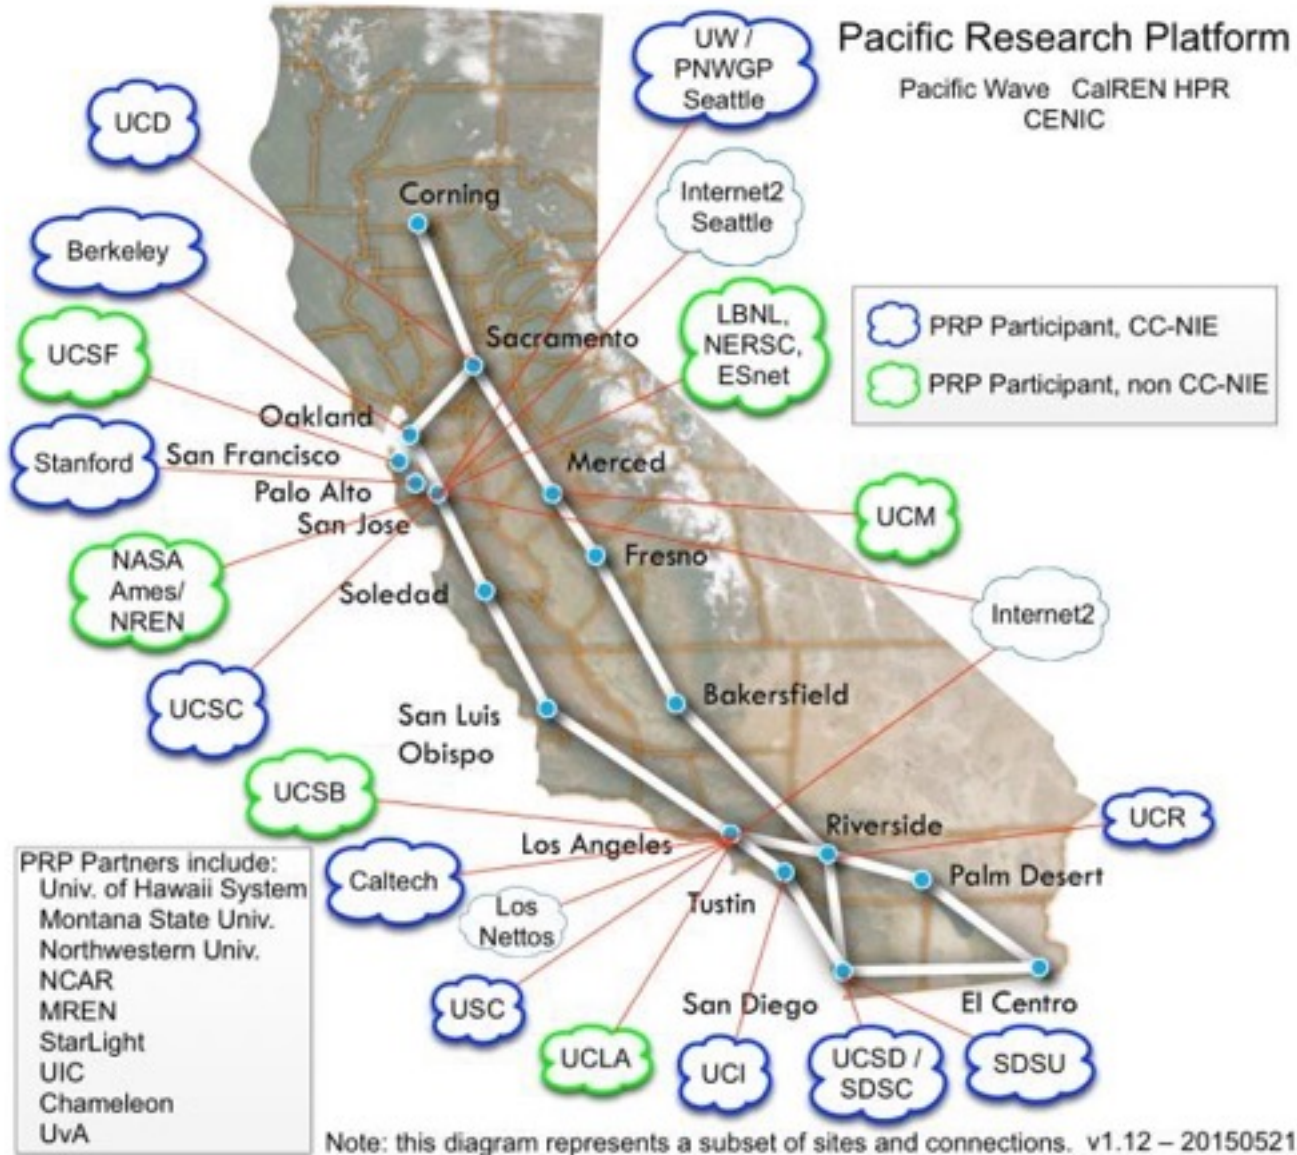 Pacific Research Platform
Pacific Wave CalREN HPR
CENIC
UW /
PNWGP
Seattle
UCD
Internet2
Seattle
Corning
Berkeley
LBNL,
NERSC,
ESnet
PRP Participant, CC-NIE
PRP Participant, non CC-NIE
UCSF
Sacramento
Oakland
Stanford
San Francisco
Merced
Palo Alto
San Jose
UCM
NASA
Ames/
NREN
Fresno
Soledad
Internet2
UCSC
San Luis
Obispo
Bakersfield
UCSB
Los Angeles
Riverside
UCR
Caltech
Palm Desert
Los
Nettos
Tustin
USC
San Diego
El Centro
UCLA
UCI
UCSD /
SDSC
SDSU
PRP Partners include:
Univ. of Hawaii System
Montana State Univ.
Northwestern Univ.
NCAR
MREN
StarLight
UIC
Chameleon
UvA
Note: this diagram represents a subset of sites and connections. v1.12 – 20150521